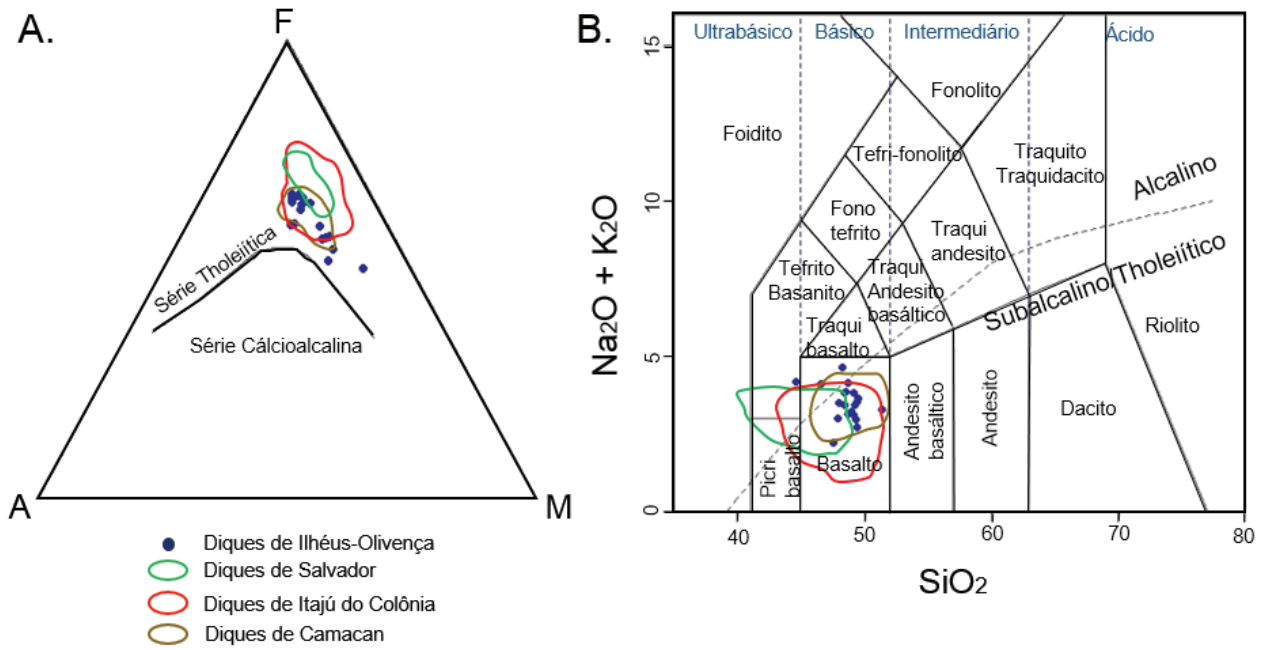 A.
F
Série Tholeiítica
Série Cálcioalcalina
A
M
Diques de Ilhéus-Olivença
Diques de Salvador
Diques de Itajú do Colônia
Diques de Camacan
B.
Ultrabásico
Básico
Intermediário
Ácido
Fonolito
Foidito
Tefri-fonolito
Traquito
Traquidacito
Alcalino
Fono
tefrito
Traqui
andesito
Tefrito
Basanito
Traqui
Andesito
basáltico
Subalcalino/Tholeiítico
Traqui
basalto
Riolito
Picri
basalto
Basalto
Andesito
basáltico
Andesito
Dacito
15
10
5
0
Na2O + K2O
40
50
60
70
80
SiO2